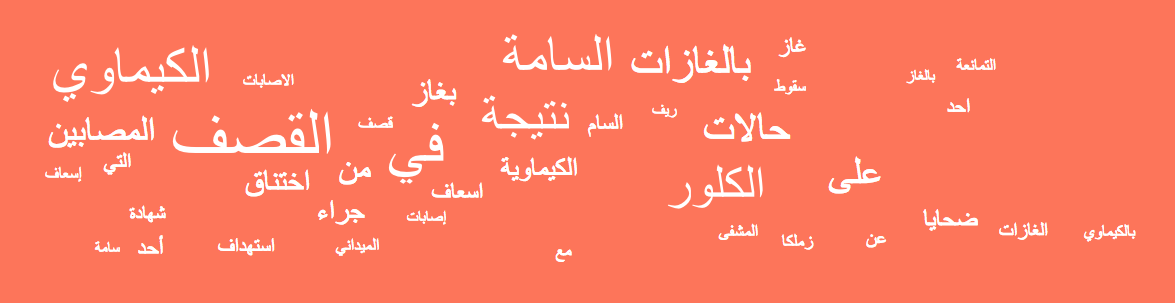 غاز
التمانعة
بالغاز بالغازات السامة الكيماوي
سقوط الاصابات
احد بغاز
ريف السام نتيجة قصف
حالات في القصف المصابين
التي
على الكيماوية من اختناق إسعاف
الكلور اسعاف
ضحايا إصابات جراء شهادة
بالكيماوي الغازات عن زملكا المشفى
مع الميداني استهداف أحد سامة